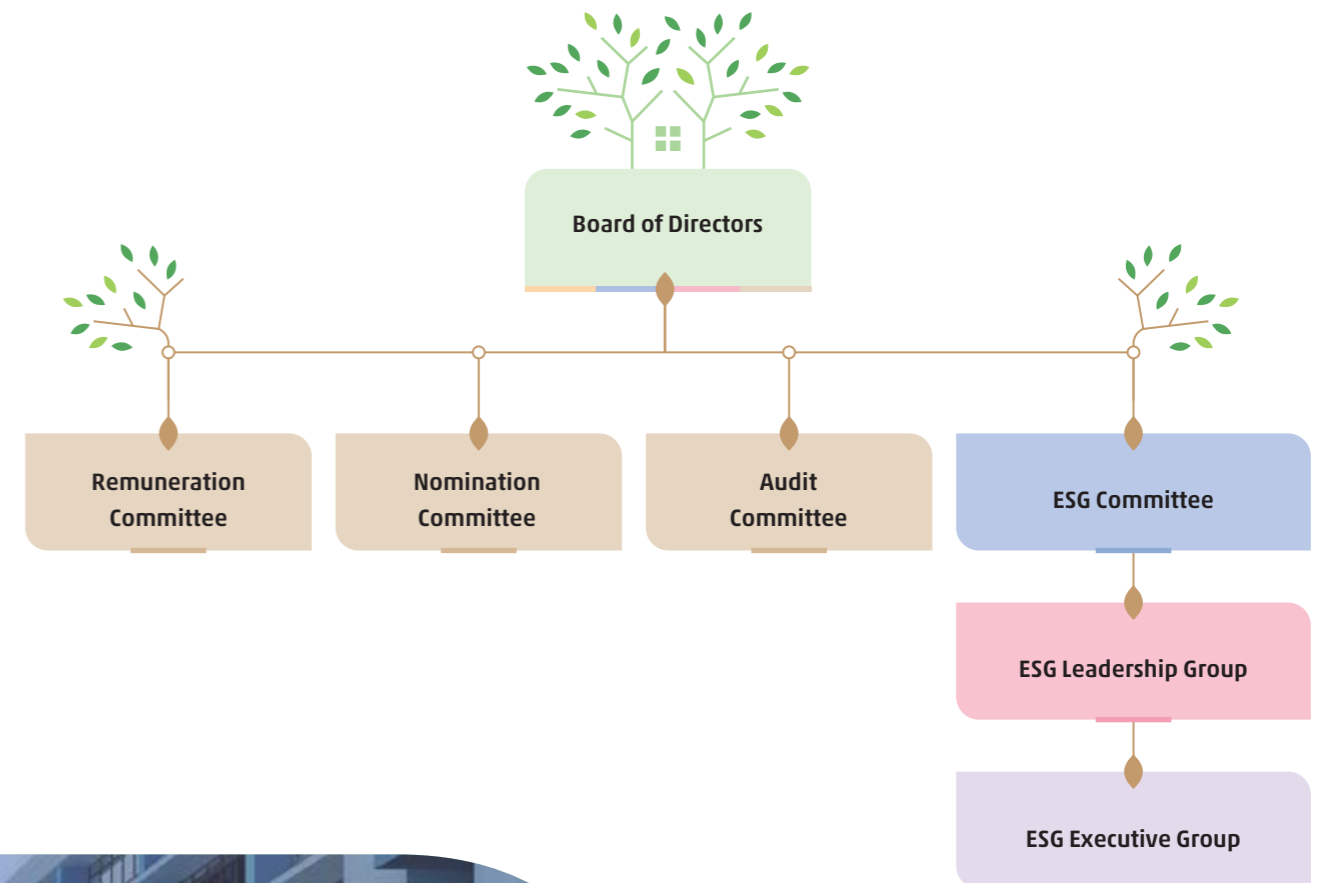 Board of Directors
Remuneration
Committee
Nomination
Committee
Audit
Committee
ESG Committee
ESG Leadership Group
ESG Executive Group